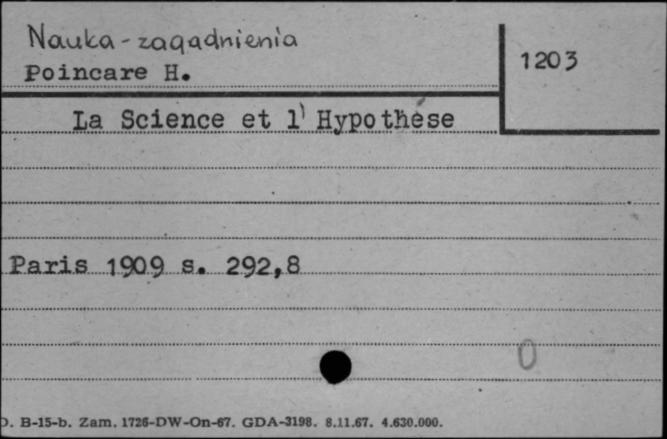 Nauka - zagadnienia
Poincare H.
1203
La Science et l' Hypothèse
Paris 1909 s. 292,8
0
O. B-15-b. Zam. 1726-DW-On-67. GDA-3198. 8.11.67. 4.630.000.